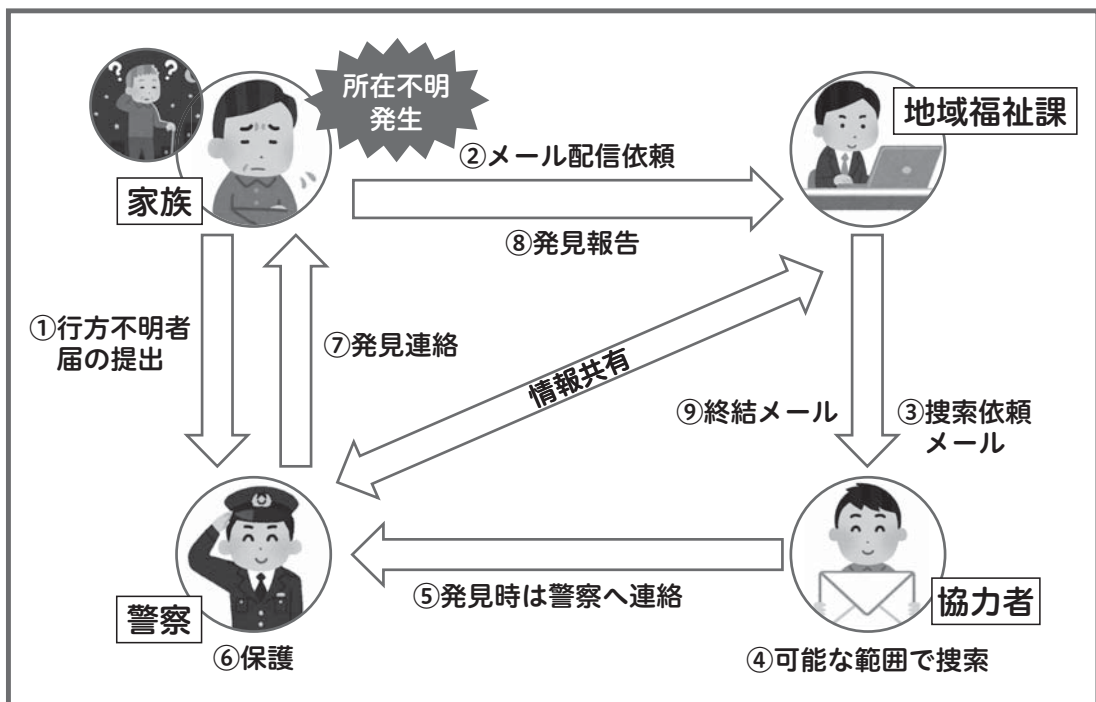 ？ ？
所在不明
発生
地域福祉課
②メール配信依頼
家族
⑧発見報告
①行方不明者
届の提出
⑦発見連絡
情報共有
⑨終結メール
③捜索依頼
メール
⑤発見時は警察へ連絡
警察
協力者
⑥保護
④可能な範囲で捜索